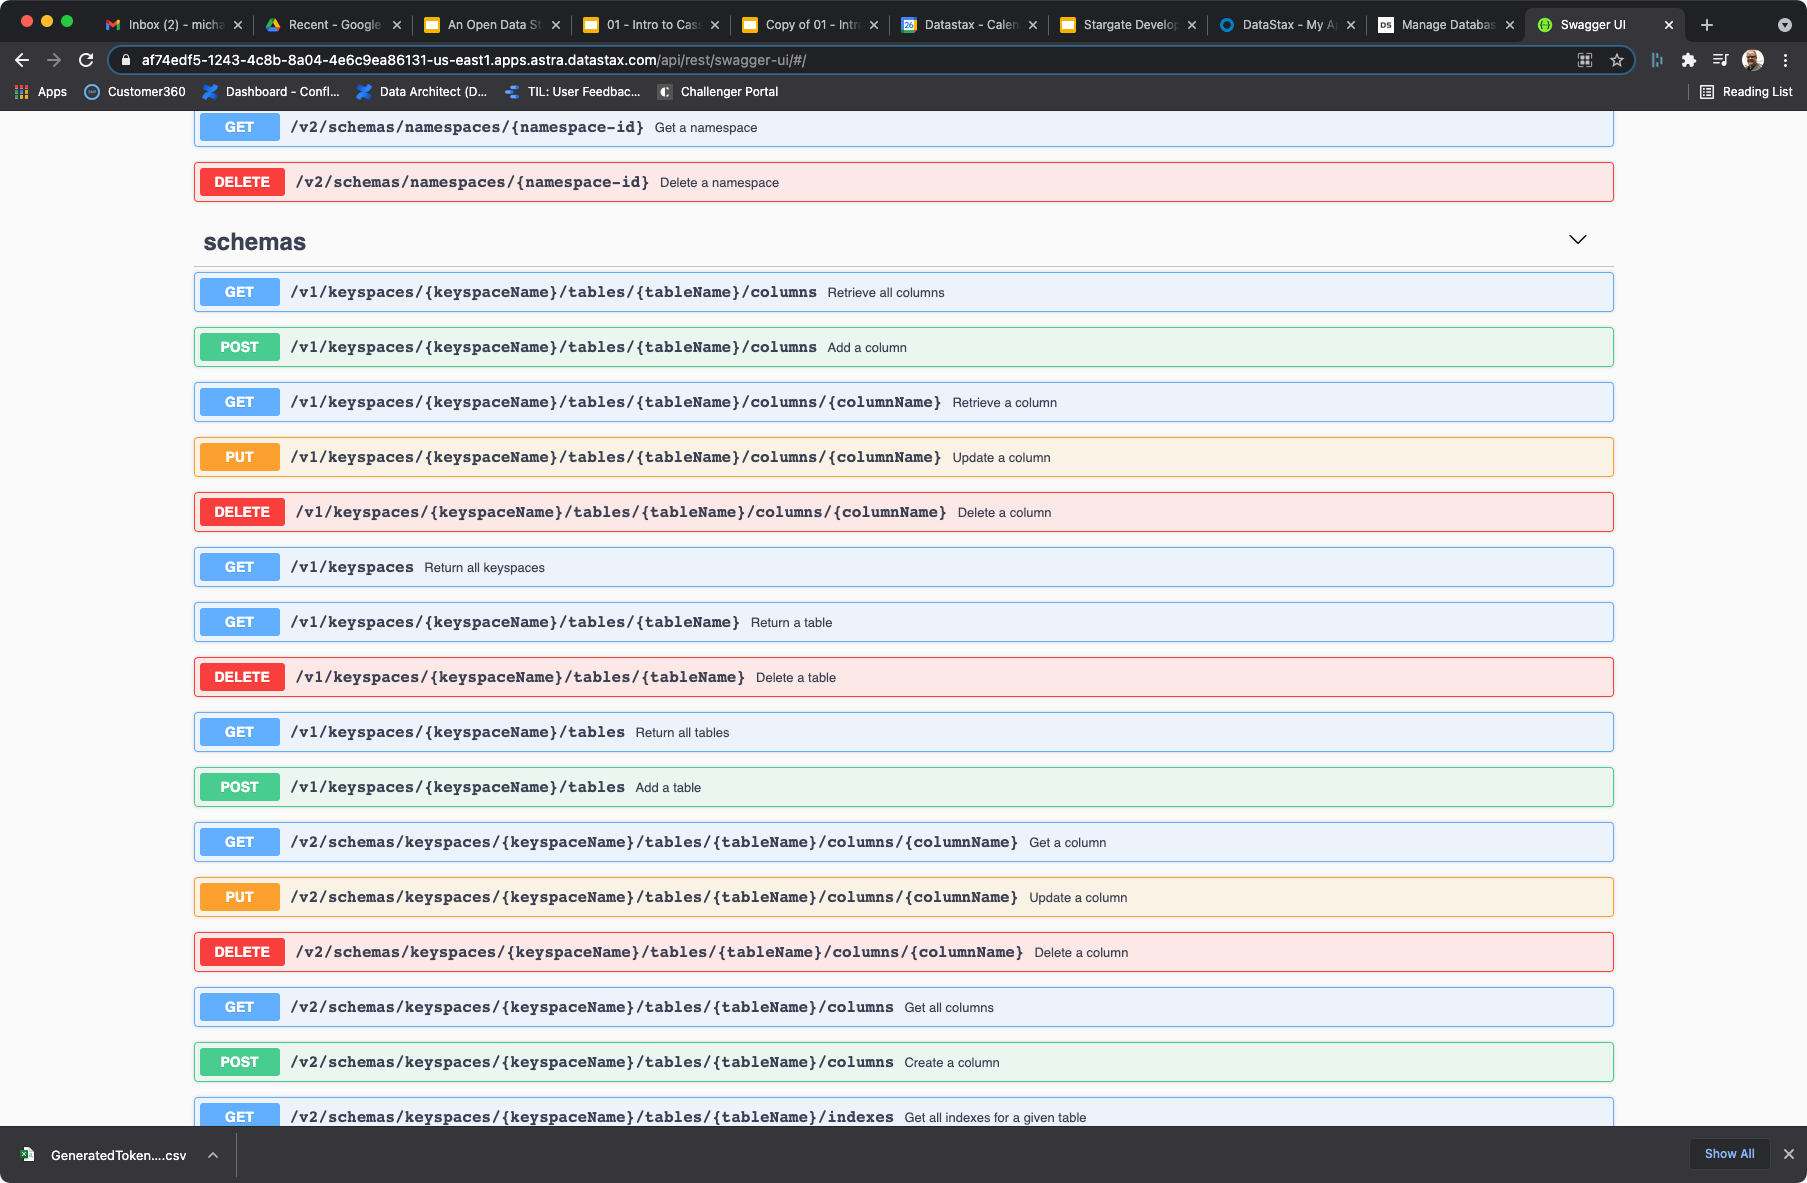 Inbox (2) - micha
Recent - Google
An Open Data St
01 - Intro to Cass
Copy of 01 - Intro
26
Datastax - Calen
Stargate Develop
DataStax - My A
DS
Manage Databas
Swagger UI
af74edf5-1243-4c8b-8a04-4e6c9ea86131-us-east1.apps.astra.datastax.com/api/rest/swagger-ui/#/
Apps Customer360 Dashboard - Confl... Data Architect (D... TIL: User Feedbac... Challenger Portal Reading List
GET /v2/schemas/namespaces/{namespace-id} Get a namespace
DELETE /v2/schemas/namespaces/{namespace-id} Delete a namespace
schemas
GET /v1/keyspaces/{keyspaceName}/tables/{tableName}/columns Retrieve all columns
POST /v1/keyspaces/{keyspaceName}/tables/{tableName}/columns Add a column
GET /v1/keyspaces/{keyspaceName}/tables/{tableName}/columns/{columnName} Retrieve a column
PUT /v1/keyspaces/{keyspaceName}/tables/{tableName}/columns/{columnName} Update a column
DELETE /v1/keyspaces/{keyspaceName}/tables/{tableName}/columns/{columnName} Delete a column
GET /v1/keyspaces Return all keyspaces
GET /v1/keyspaces/{keyspaceName}/tables/{tableName} Return a table
DELETE /v1/keyspaces/{keyspaceName}/tables/{tableName} Delete a table
GET /v1/keyspaces/{keyspaceName}/tables Return all tables
POST /v1/keyspaces/{keyspaceName}/tables Add a table
GET /v2/schemas/keyspaces/{keyspaceName}/tables/{tableName}/columns/{columnName} Get a column
PUT /v2/schemas/keyspaces/{keyspaceName}/tables/{tableName}/columns/{columnName} Update a column
DELETE /v2/schemas/keyspaces/{keyspaceName}/tables/{tableName}/columns/{columnName} Delete a column
GET /v2/schemas/keyspaces/{keyspaceName}/tables/{tableName}/columns Get all columns
POST /v2/schemas/keyspaces/{keyspaceName}/tables/{tableName}/columns Create a column
GET /v2/schemas/keyspaces/{keyspaceName}/tables/{tableName}/indexes Get all indexes for a given table
GeneratedToken....csv Show All